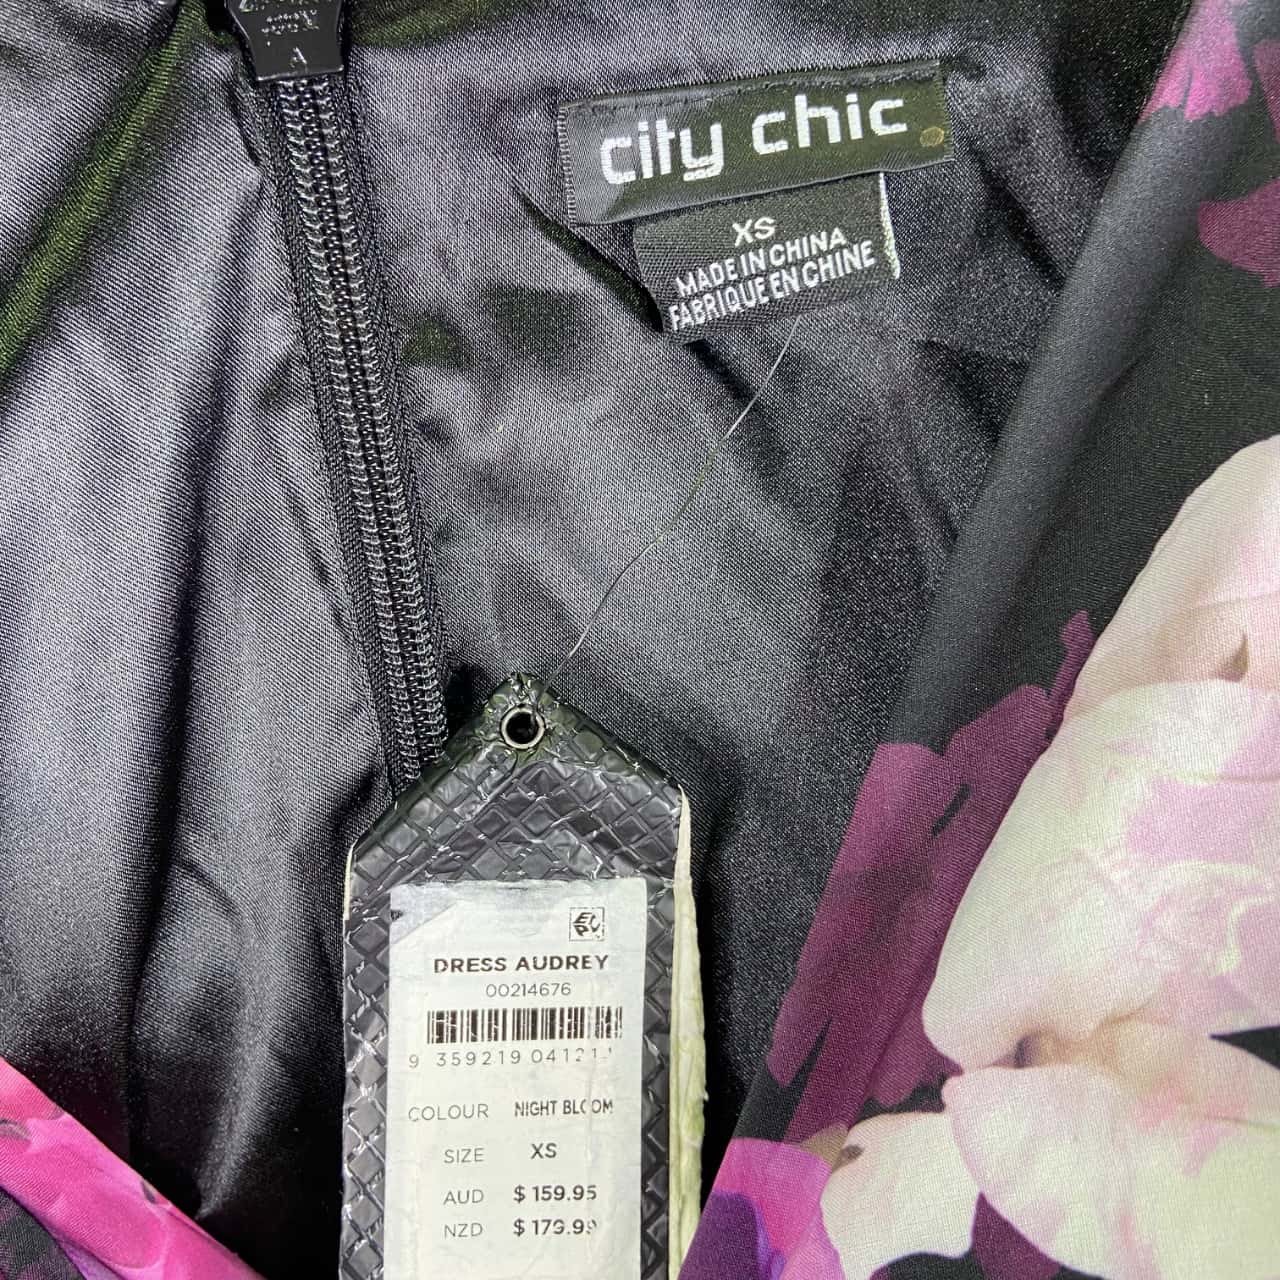 city chic
XS
MADE IN CHINA
FABRIQUE EN CHINE
DRESS AUDREY
00214676
9 359219 04121
COLOUR NIGHT BLOOM
SIZE XS
AUD $ 159.95
NZD $ 179.99